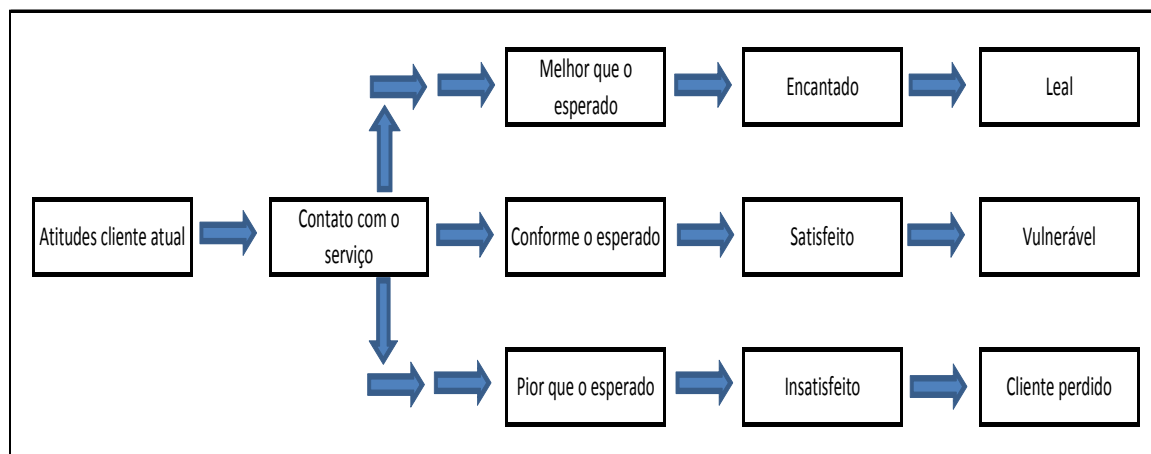 Melhor que o
esperado
Encantado
Leal
Atitudes cliente atual
Contato com o
serviço
Conforme o esperado
Satisfeito
Vulnerável
Pior que o esperado
Insatisfeito
Cliente perdido